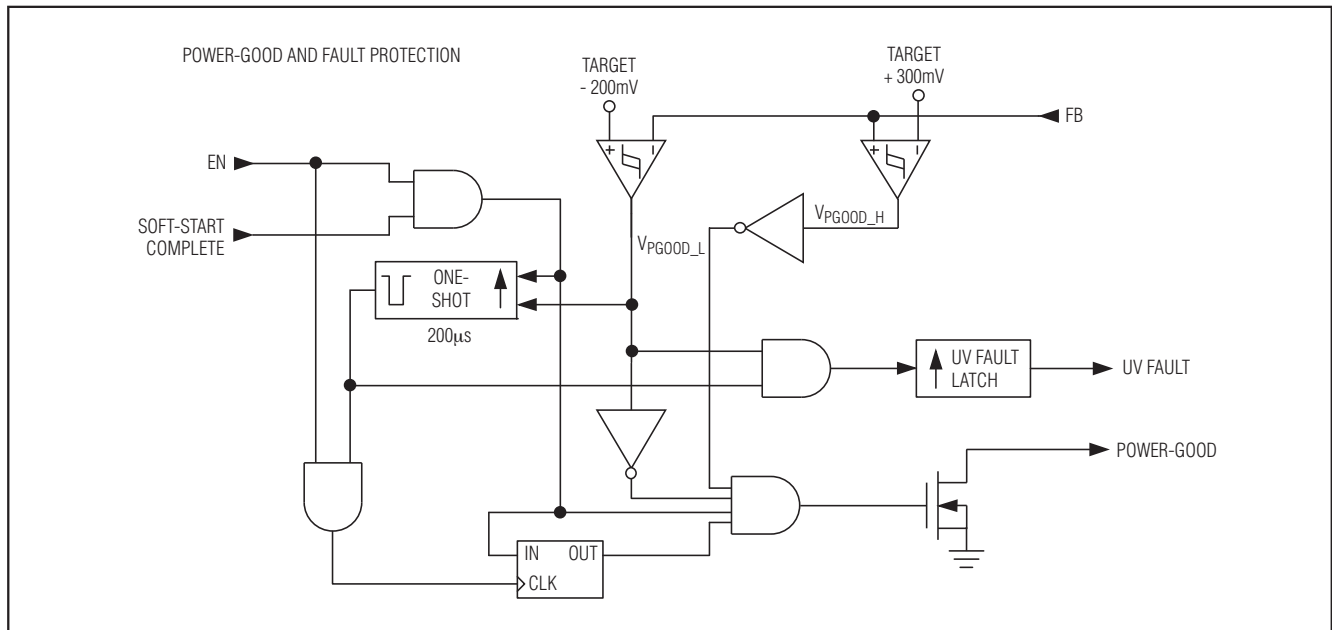 POWER-GOOD AND FAULT PROTECTION
TARGET
- 200mV
TARGET
+ 300mV
FB
+
–
+
–
EN
SOFT-START
COMPLETE
VPGOOD_L
VPGOOD_H
ONE-
SHOT
200µs
UV FAULT
LATCH
UV FAULT
POWER-GOOD
IN OUT
CLK